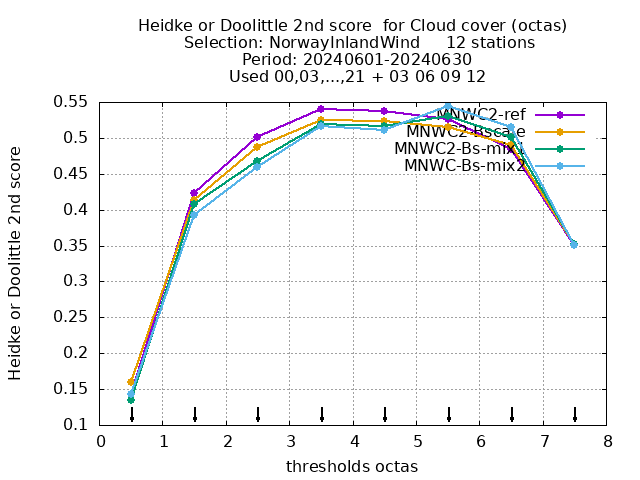 Heidke or Doolittle 2nd score  for Cloud cover (octas)
Selection: NorwayInlandWind     12 stations
Period: 20240601-20240630
Used 00,03,...,21 + 03 06 09 12
Heidke or Doolittle 2nd score
0.55
0.5
0.45
0.4
0.35
0.3
0.25
0.2
0.15
0.1
MNWC2-ref
MNWC2-Bscale
MNWC2-Bs-mix1
MNWC-Bs-mix2
0 1 2 3 4 5 6 7 8
thresholds octas